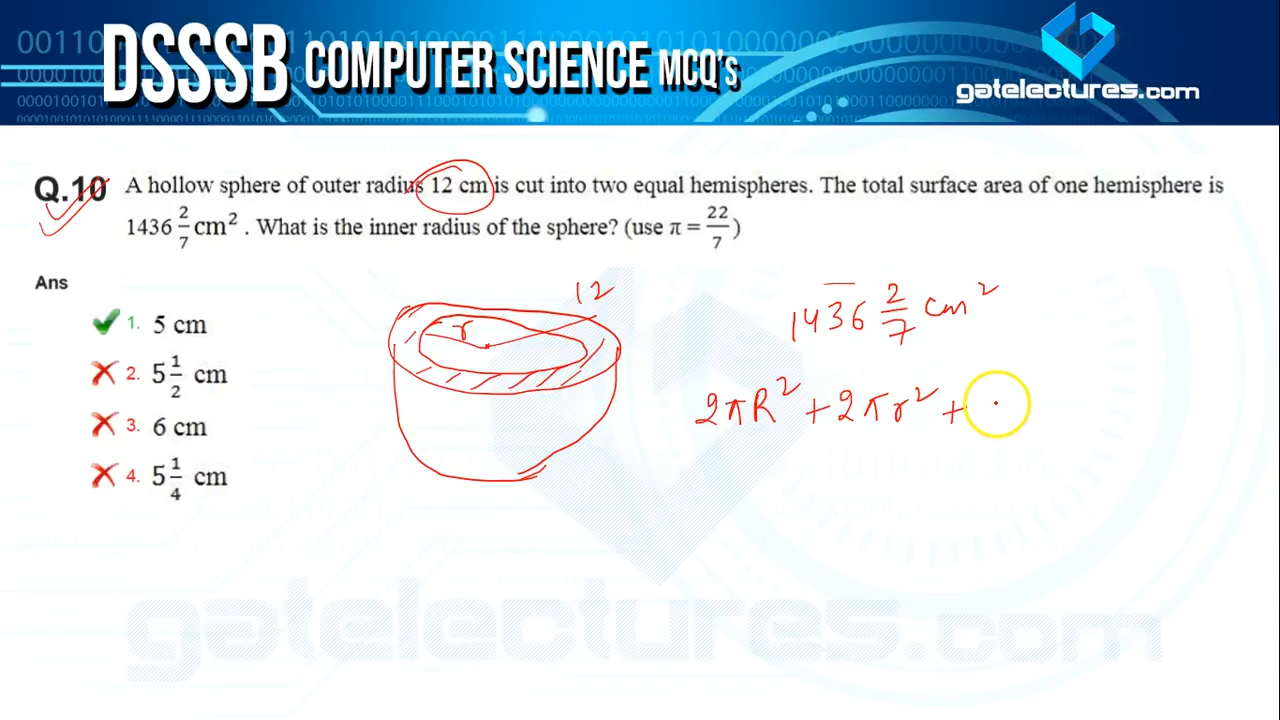 DSSSB COMPUTER SCIENCE MCQ's
gatelectures.com
Q.10 A hollow sphere of outer radius 12 cm is cut into two equal hemispheres. The total surface area of one hemisphere is
1436 2/7 cm². What is the inner radius of the sphere? (use π = 22/7)
Ans
1. 5 cm
2. 5 1/2 cm
3. 6 cm
4. 5 1/4 cm
12
r
1436 2/7 cm²
2πR² + 2πr² +
gatelectures.com